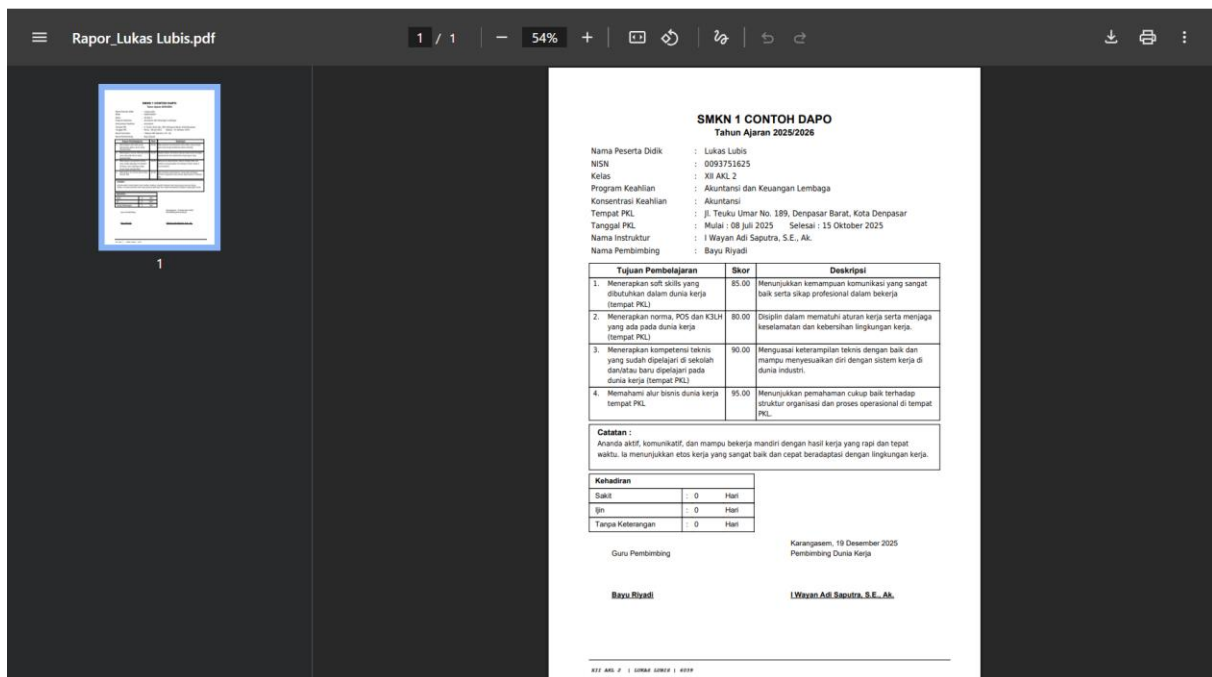 Rapor_Lukas Lubis.pdf
1 / 1
54%
1
SMKN 1 CONTOH DAPO
Tahun Ajaran 2025/2026
Nama Peserta Didik : Lukas Lubis
NISN : 0093751625
Kelas : XII AKL 2
Program Keahlian : Akuntansi dan Keuangan Lembaga
Konsentrasi Keahlian : Akuntansi
Tempat PKL : Jl. Teuku Umar No. 189, Denpasar Barat, Kota Denpasar
Tanggal PKL : Mulai : 08 Juli 2025 Selesai : 15 Oktober 2025
Nama Instruktur : I Wayan Adi Saputra, S.E., Ak.
Nama Pembimbing : Bayu Riyadi
Tujuan Pembelajaran Skor Deskripsi
1. Menerapkan soft skills yang 85.00 Menunjukkan kemampuan komunikasi yang sangat
dibutuhkan dalam dunia kerja baik serta sikap profesional dalam bekerja
(tempat PKL)
2. Menerapkan norma, POS dan K3LH 80.00 Disiplin dalam mematuhi aturan kerja serta menjaga
yang ada pada dunia kerja keselamatan dan kebersihan lingkungan kerja.
(tempat PKL)
3. Menerapkan kompetensi teknis 90.00 Menguasai keterampilan teknis dengan baik dan
yang sudah dipelajari di sekolah mampu menyesuaikan diri dengan sistem kerja di
dan/atau baru dipelajari pada dunia industri.
dunia kerja (tempat PKL)
4. Memahami alur bisnis dunia kerja 95.00 Menunjukkan pemahaman cukup baik terhadap
tempat PKL struktur organisasi dan proses operasional di tempat
PKL.
Catatan :
Ananda aktif, komunikatif, dan mampu bekerja mandiri dengan hasil kerja yang rapi dan tepat
waktu. Ia menunjukkan etos kerja yang sangat baik dan cepat beradaptasi dengan lingkungan kerja.
Kehadiran
Sakit : 0 Hari
Ijin : 0 Hari
Tanpa Keterangan : 0 Hari
Karangasem, 19 Desember 2025
Guru Pembimbing Pembimbing Dunia Kerja
Bayu Riyadi I Wayan Adi Saputra, S.E., Ak.
XII AKL 2 | LUKAS LUBIS |